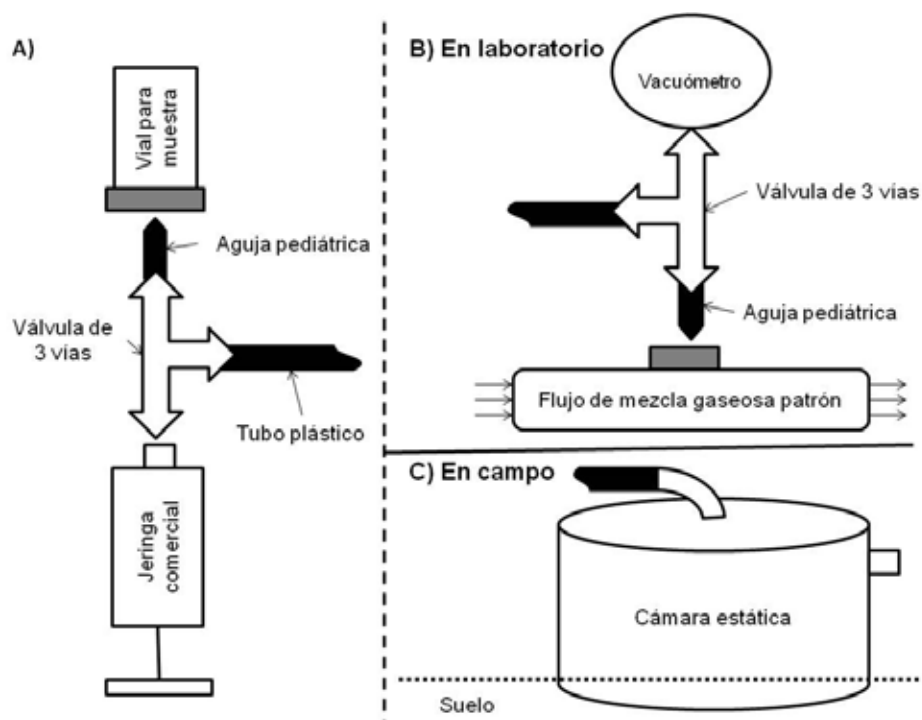 A)
Vial para
muestra
Aguja pediátrica
Válvula de
3 vías
Tubo plástico
Jeringa
comercial
B) En laboratorio
Vacuómetro
Válvula de 3 vías
Aguja pediátrica
Flujo de mezcla gaseosa patrón
C) En campo
Cámara estática
Suelo